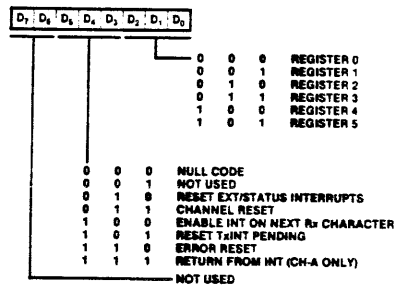 D7 D6 D5 D4 D3 D2 D1 D0
0 0 0 REGISTER 0
0 0 1 REGISTER 1
0 1 0 REGISTER 2
0 1 1 REGISTER 3
1 0 0 REGISTER 4
1 0 1 REGISTER 5
0 0 0 NULL CODE
0 0 1 NOT USED
0 1 0 RESET EXT/STATUS INTERRUPTS
0 1 1 CHANNEL RESET
1 0 0 ENABLE INT ON NEXT Rx CHARACTER
1 0 1 RESET TxINT PENDING
1 1 0 ERROR RESET
1 1 1 RETURN FROM INT (CH-A ONLY)
NOT USED